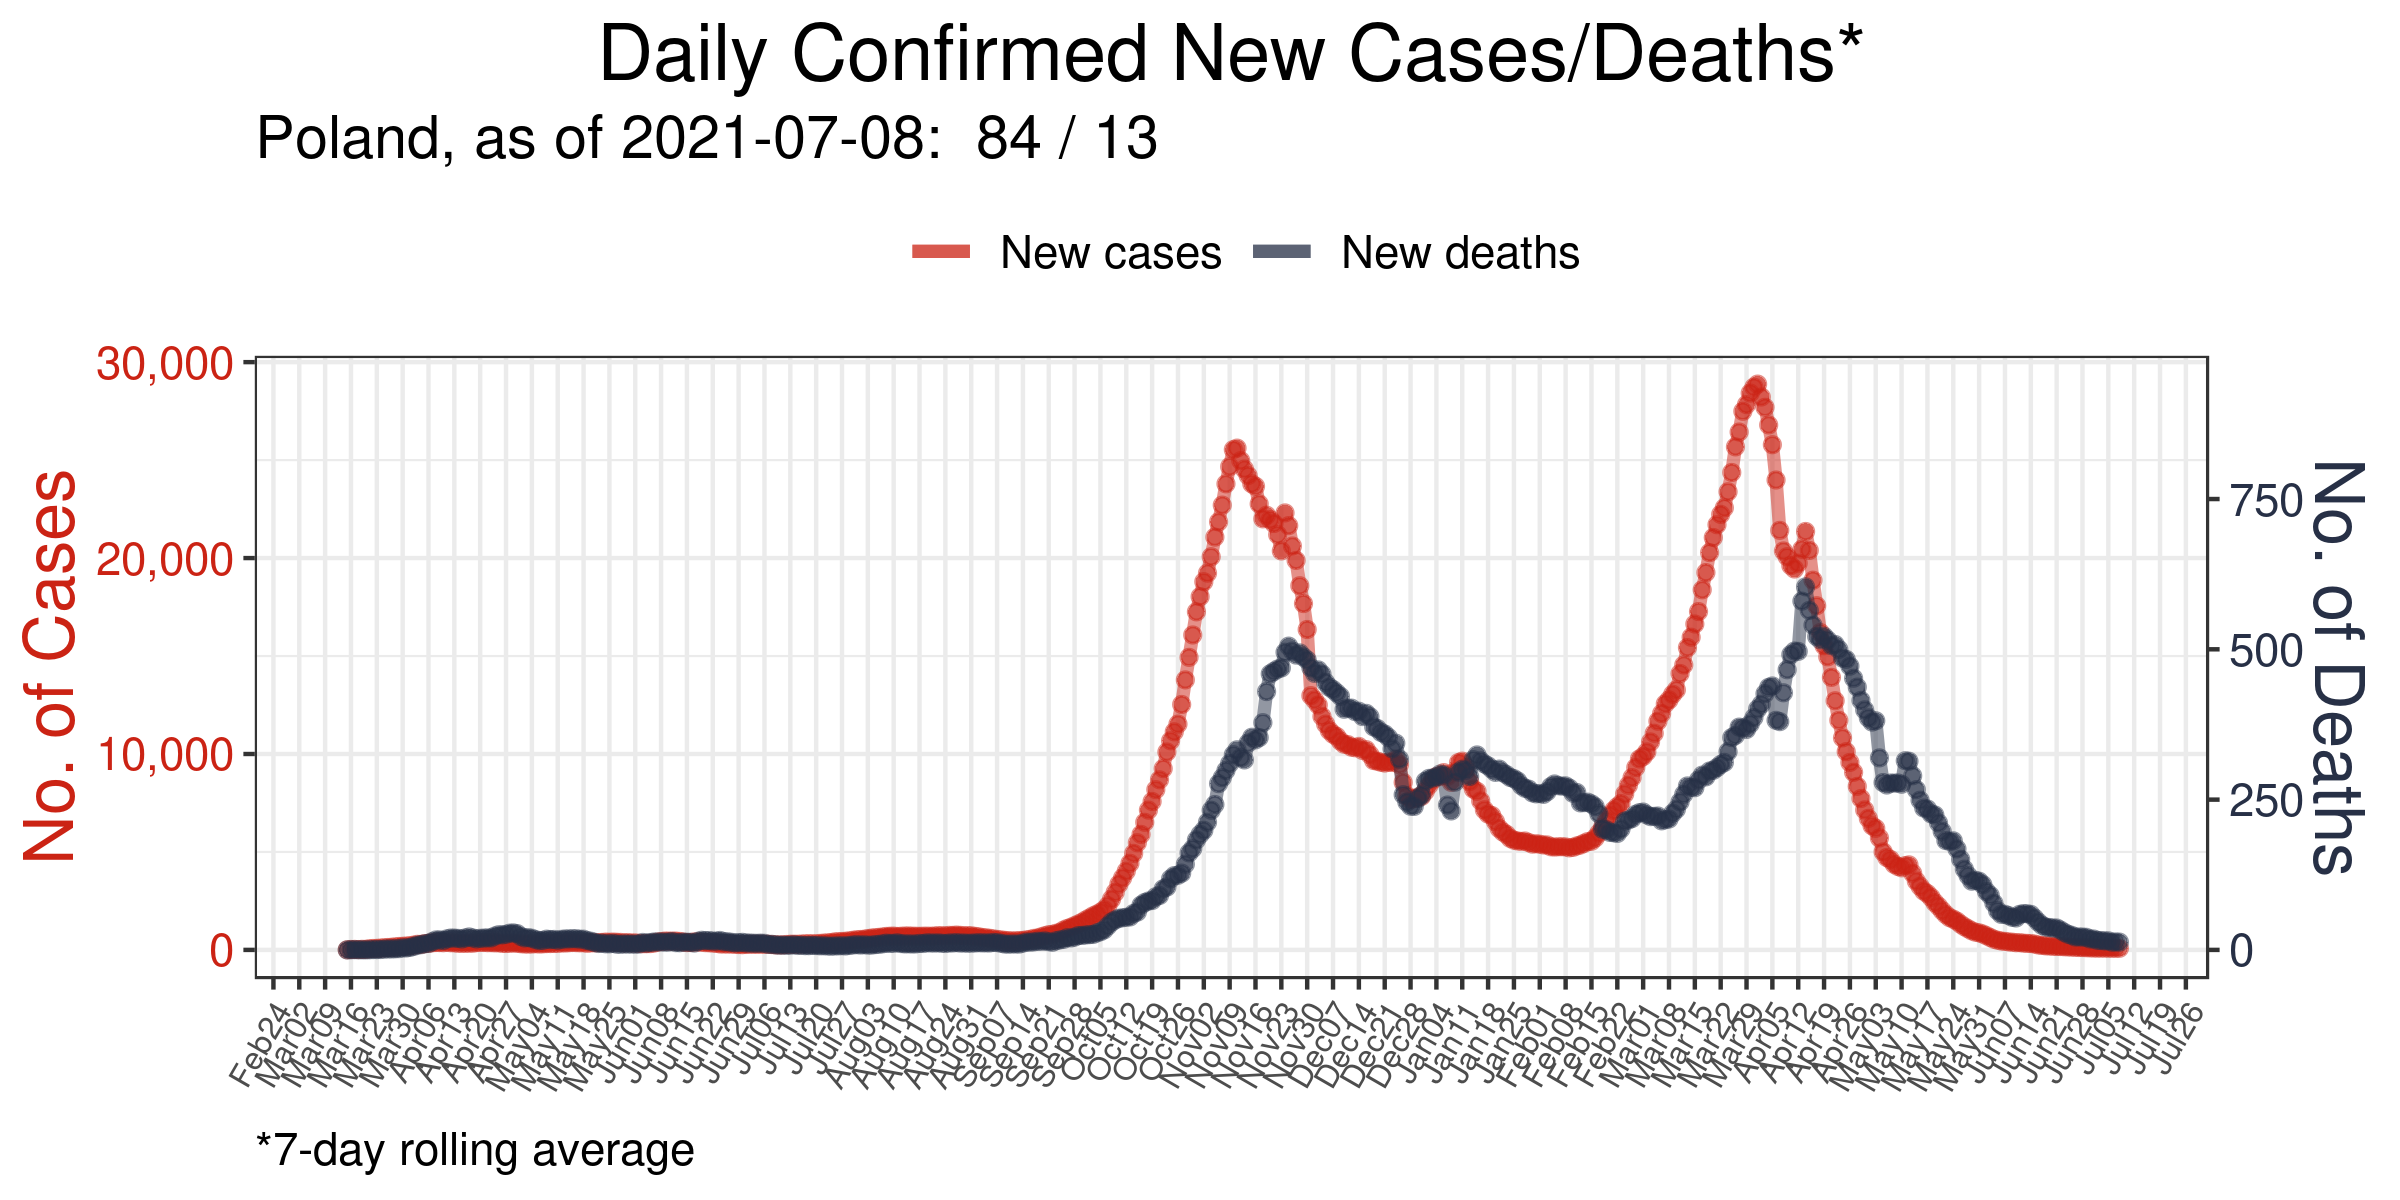 Daily Confirmed New Cases/Deaths*
Poland, as of 2021-07-08:  84 / 13
New cases
New deaths
No. of Cases
30,000
20,000
10,000
0
No. of Deaths
750
500
250
0
Feb24
Mar02
Mar09
Mar16
Mar23
Mar30
Apr06
Apr13
Apr20
Apr27
May04
May11
May18
May25
Jun01
Jun08
Jun15
Jun22
Jun29
Jul06
Jul13
Jul20
Jul27
Aug03
Aug10
Aug17
Aug24
Aug31
Sep07
Sep14
Sep21
Sep28
Oct05
Oct12
Oct19
Oct26
Nov02
Nov09
Nov16
Nov23
Nov30
Dec07
Dec14
Dec21
Dec28
Jan04
Jan11
Jan18
Jan25
Feb01
Feb08
Feb15
Feb22
Mar01
Mar08
Mar15
Mar22
Mar29
Apr05
Apr12
Apr19
Apr26
May03
May10
May17
May24
May31
Jun07
Jun14
Jun21
Jun28
Jul05
Jul12
Jul19
Jul26
*7-day rolling average